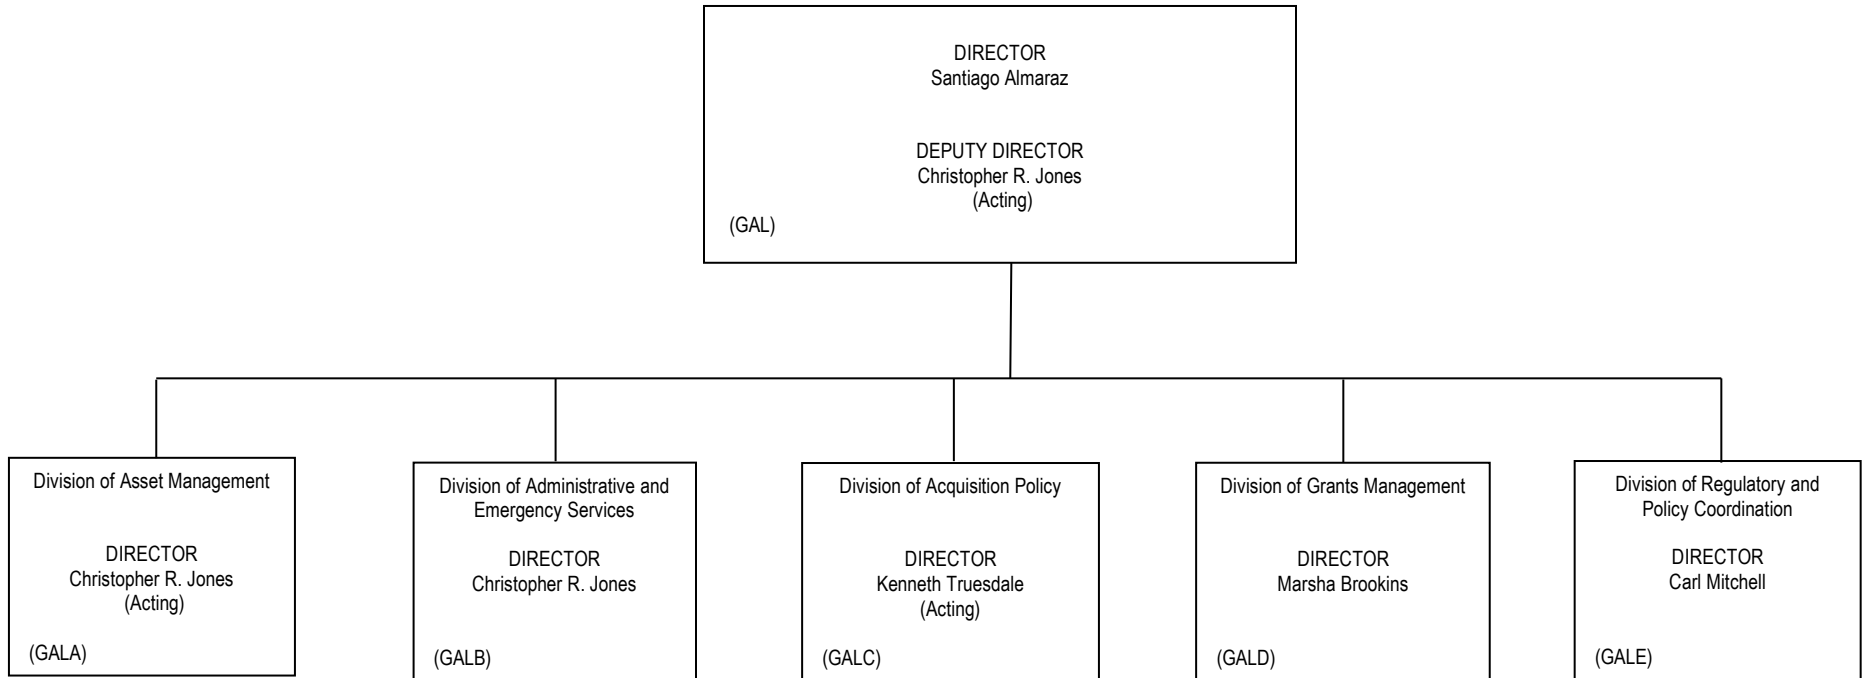 DIRECTOR
Santiago Almaraz
DEPUTY DIRECTOR
Christopher R. Jones
(Acting)
(GAL)
Division of Asset Management
DIRECTOR
Christopher R. Jones
(Acting)
(GALA)
Division of Administrative and
Emergency Services
DIRECTOR
Christopher R. Jones
(GALB)
Division of Acquisition Policy
DIRECTOR
Kenneth Truesdale
(Acting)
(GALC)
Division of Grants Management
DIRECTOR
Marsha Brookins
(GALD)
Division of Regulatory and
Policy Coordination
DIRECTOR
Carl Mitchell
(GALE)